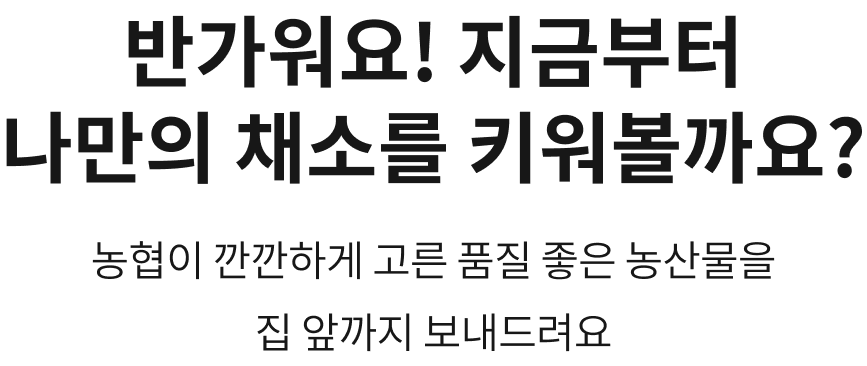 반가워요! 지금부터
나만의 채소를 키워볼까요?
농협이 깐깐하게 고른 품질 좋은 농산물을
집 앞까지 보내드려요